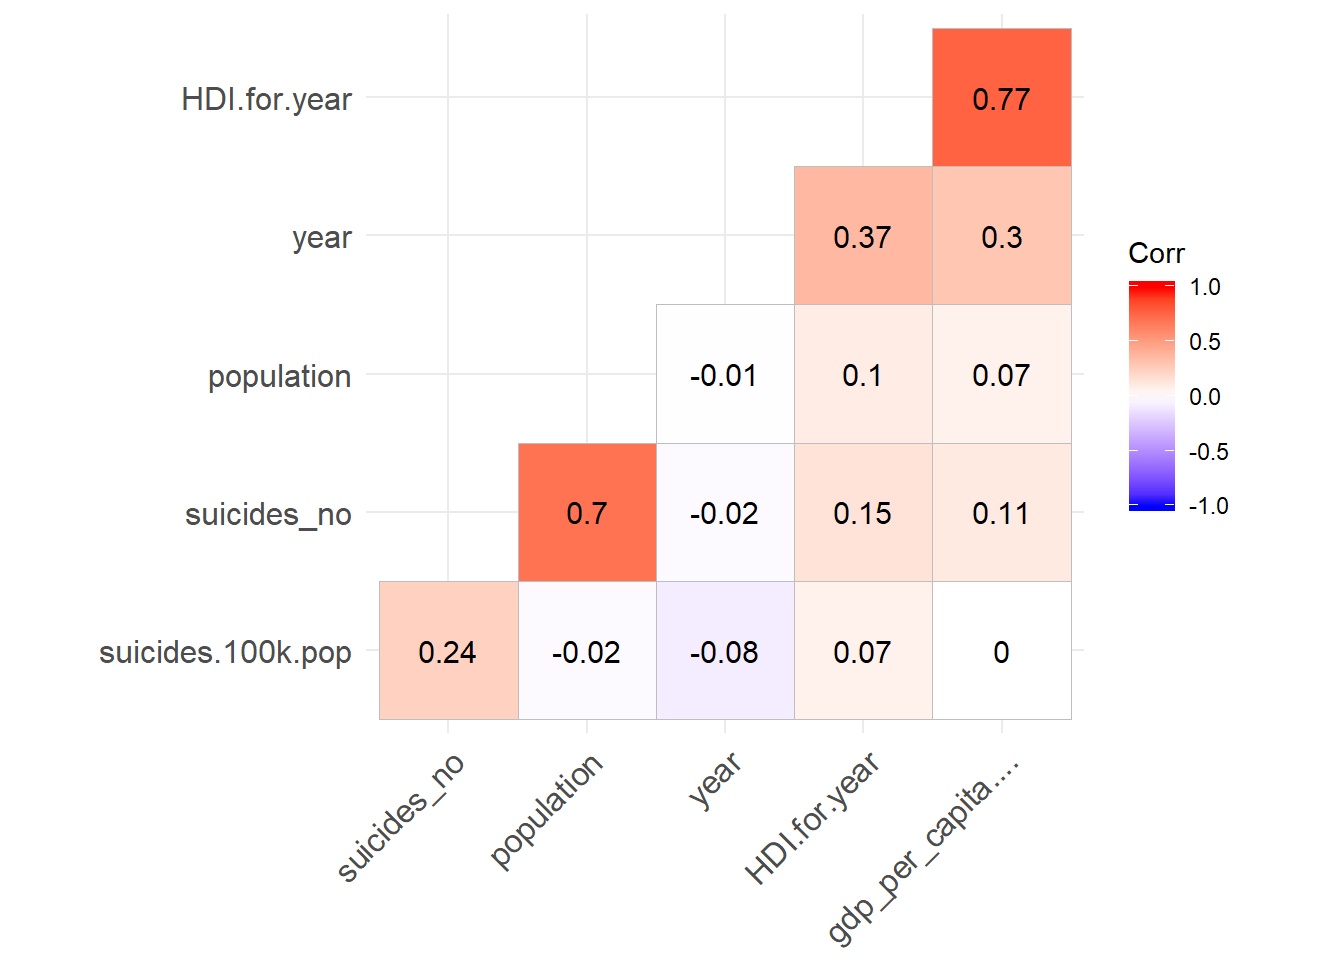 HDI.for.year 0.77
year 0.37 0.3
population -0.01 0.1 0.07
suicides_no 0.7 -0.02 0.15 0.11
suicides.100k.pop 0.24 -0.02 -0.08 0.07 0
suicides_no
population
year
HDI.for.year
gdp_per_capita....
Corr
1.0
0.5
0.0
-0.5
-1.0